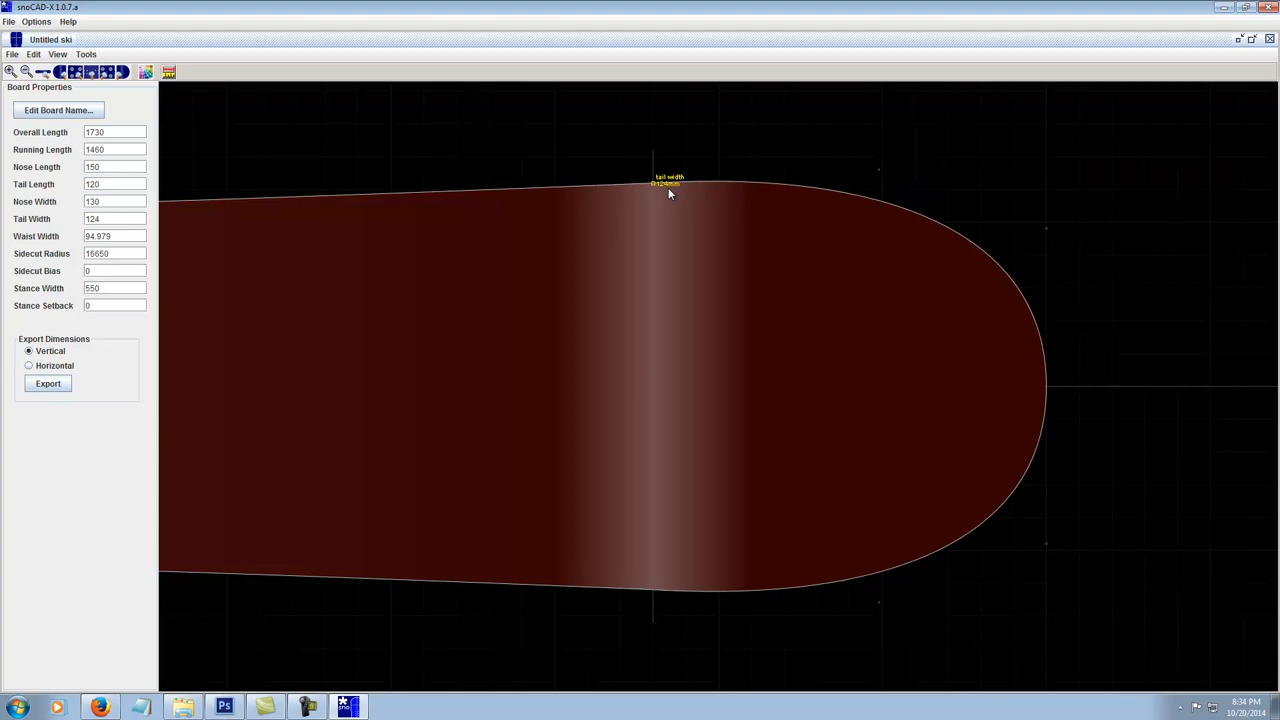 snoCAD-X 1.0.7.a
File Options Help
Untitled ski
File Edit View Tools
Board Properties
Edit Board Name...
Overall Length 1730
Running Length 1460
Nose Length 150
Tail Length 120
Nose Width 130
Tail Width 124
Waist Width 94.979
Sidecut Radius 16650
Sidecut Bias 0
Stance Width 550
Stance Setback 0
Export Dimensions
Vertical
Horizontal
Export
tail width
124mm
Ps
sno
8:34 PM
10/20/2014